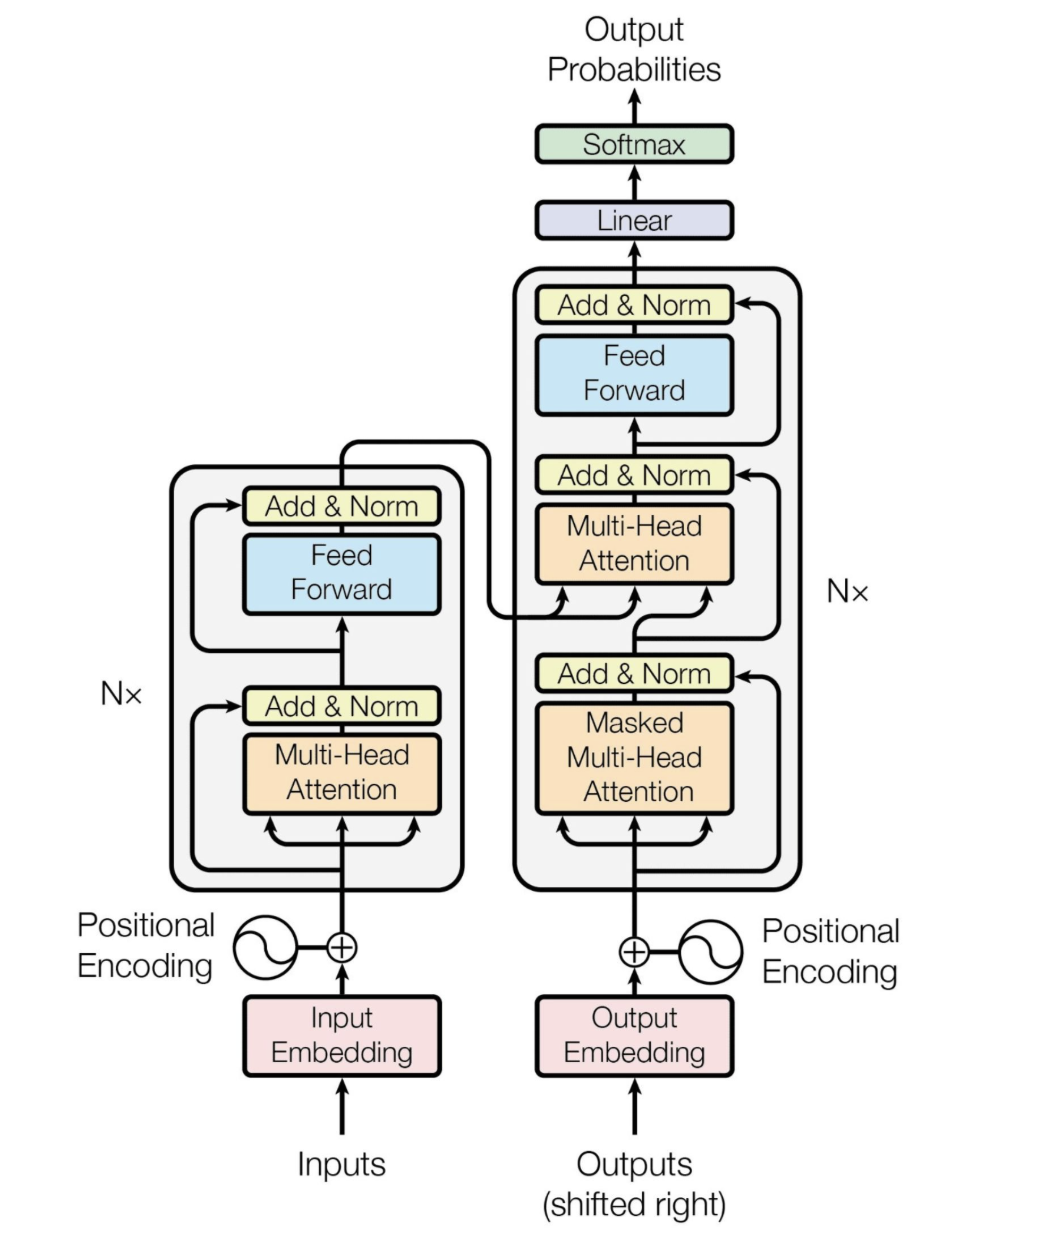 Output
Probabilities
Softmax
Linear
Add & Norm
Feed
Forward
Add & Norm
Multi-Head
Attention
Nx
Add & Norm
Masked
Multi-Head
Attention
Add & Norm
Feed
Forward
Nx
Add & Norm
Multi-Head
Attention
Positional
Encoding
Positional
Encoding
Input
Embedding
Output
Embedding
Inputs
Outputs
(shifted right)